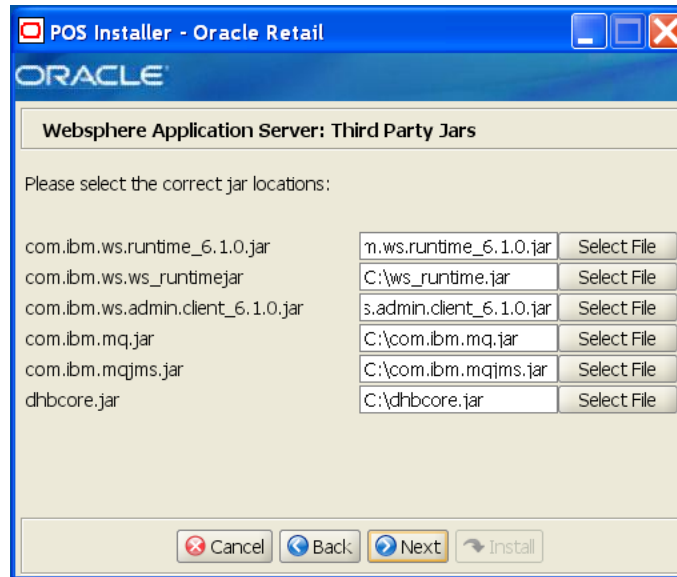 POS Installer - Oracle Retail
ORACLE
Websphere Application Server: Third Party Jars
Please select the correct jar locations:
com.ibm.ws.runtime_6.1.0.jar m.ws.runtime_6.1.0.jar Select File
com.ibm.ws.ws_runtimejar C:\ws_runtime.jar Select File
com.ibm.ws.admin.client_6.1.0.jar s.admin.client_6.1.0.jar Select File
com.ibm.mq.jar C:\com.ibm.mq.jar Select File
com.ibm.mqjms.jar C:\com.ibm.mqjms.jar Select File
dhbcore.jar C:\dhbcore.jar Select File
Cancel Back Next Install